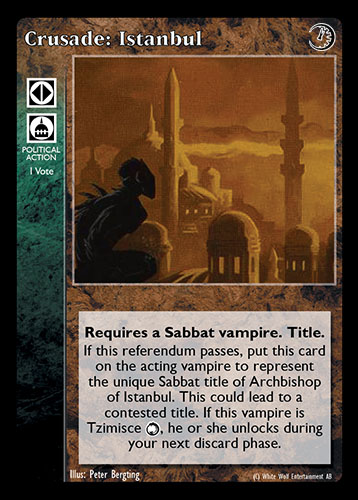 Crusade: Istanbul
POLITICAL
ACTION
1 Vote
Requires a Sabbat vampire. Title.
If this referendum passes, put this card
on the acting vampire to represent
the unique Sabbat title of Archbishop
of Istanbul. This could lead to a
contested title. If this vampire is
Tzimisce , he or she unlocks during
your next discard phase.
Illus: Peter Bergting
(C) White Wolf Entertainment AB